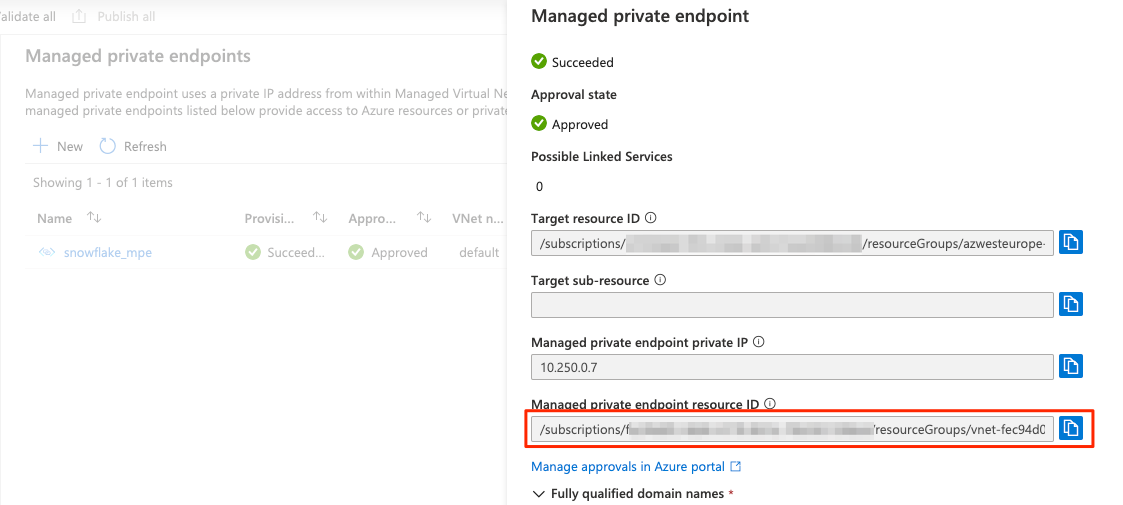 alidate all
Publish all
Managed private endpoints
Managed private endpoint uses a private IP address from within Managed Virtual Ne
managed private endpoints listed below provide access to Azure resources or private
New
Refresh
Showing 1 - 1 of 1 items
Name
Provisi...
Appro...
VNet n...
snowflake_mpe
Succeed...
Approved
default
Managed private endpoint
Succeeded
Approval state
Approved
Possible Linked Services
0
Target resource ID
/subscriptions/ /resourceGroups/azwesteurope-
Target sub-resource
Managed private endpoint private IP
10.250.0.7
Managed private endpoint resource ID
/subscriptions/f /resourceGroups/vnet-fec94d0
Manage approvals in Azure portal
Fully qualified domain names *